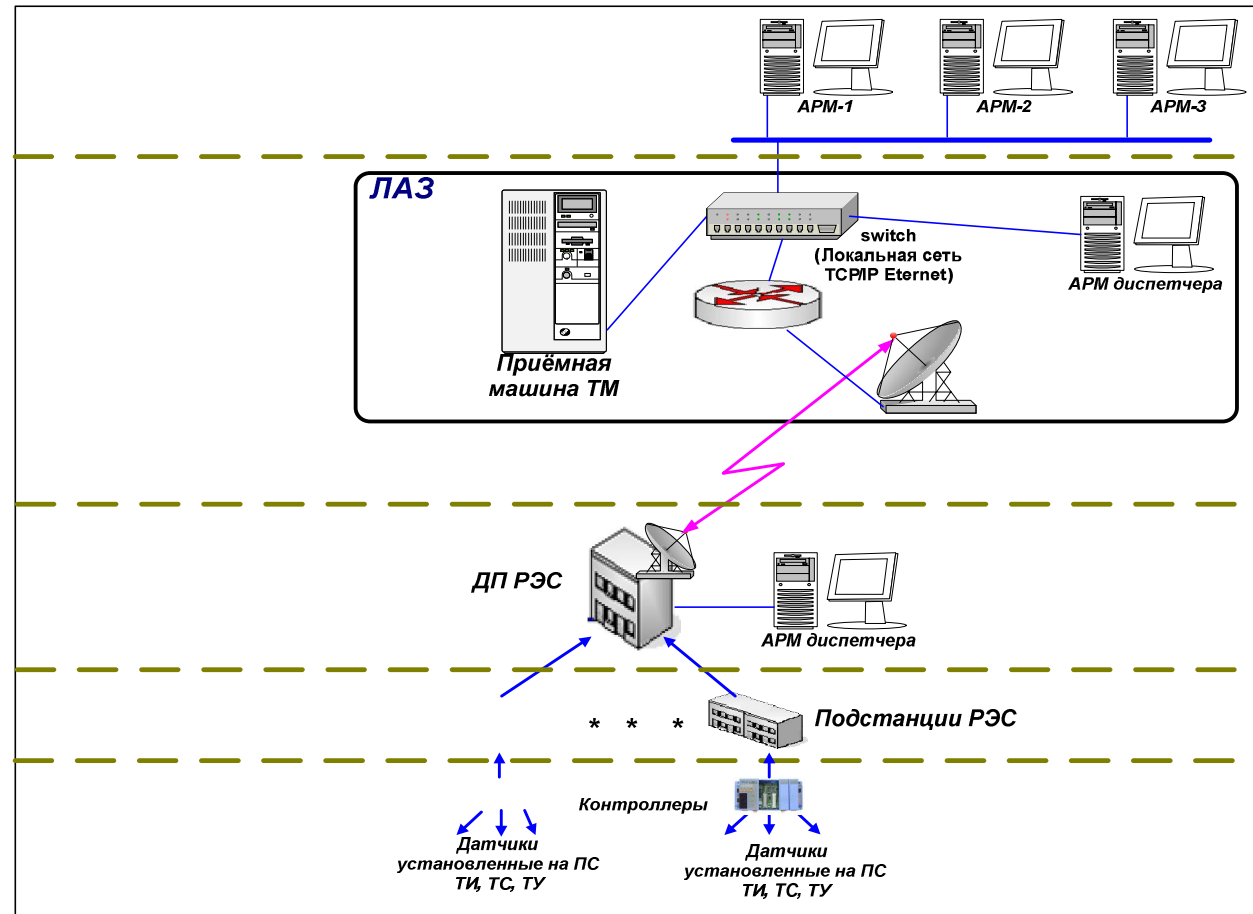 АРМ-1
АРМ-2
АРМ-3
ЛАЗ
switch
(Локальная сеть
TCP/IP Eternet)
АРМ диспетчера
Приёмная
машина ТМ
ДП РЭС
АРМ диспетчера
* * *
Подстанции РЭС
Контроллеры
Датчики
установленные на ПС
ТИ, ТС, ТУ
Датчики
установленные на ПС
ТИ, ТС, ТУ